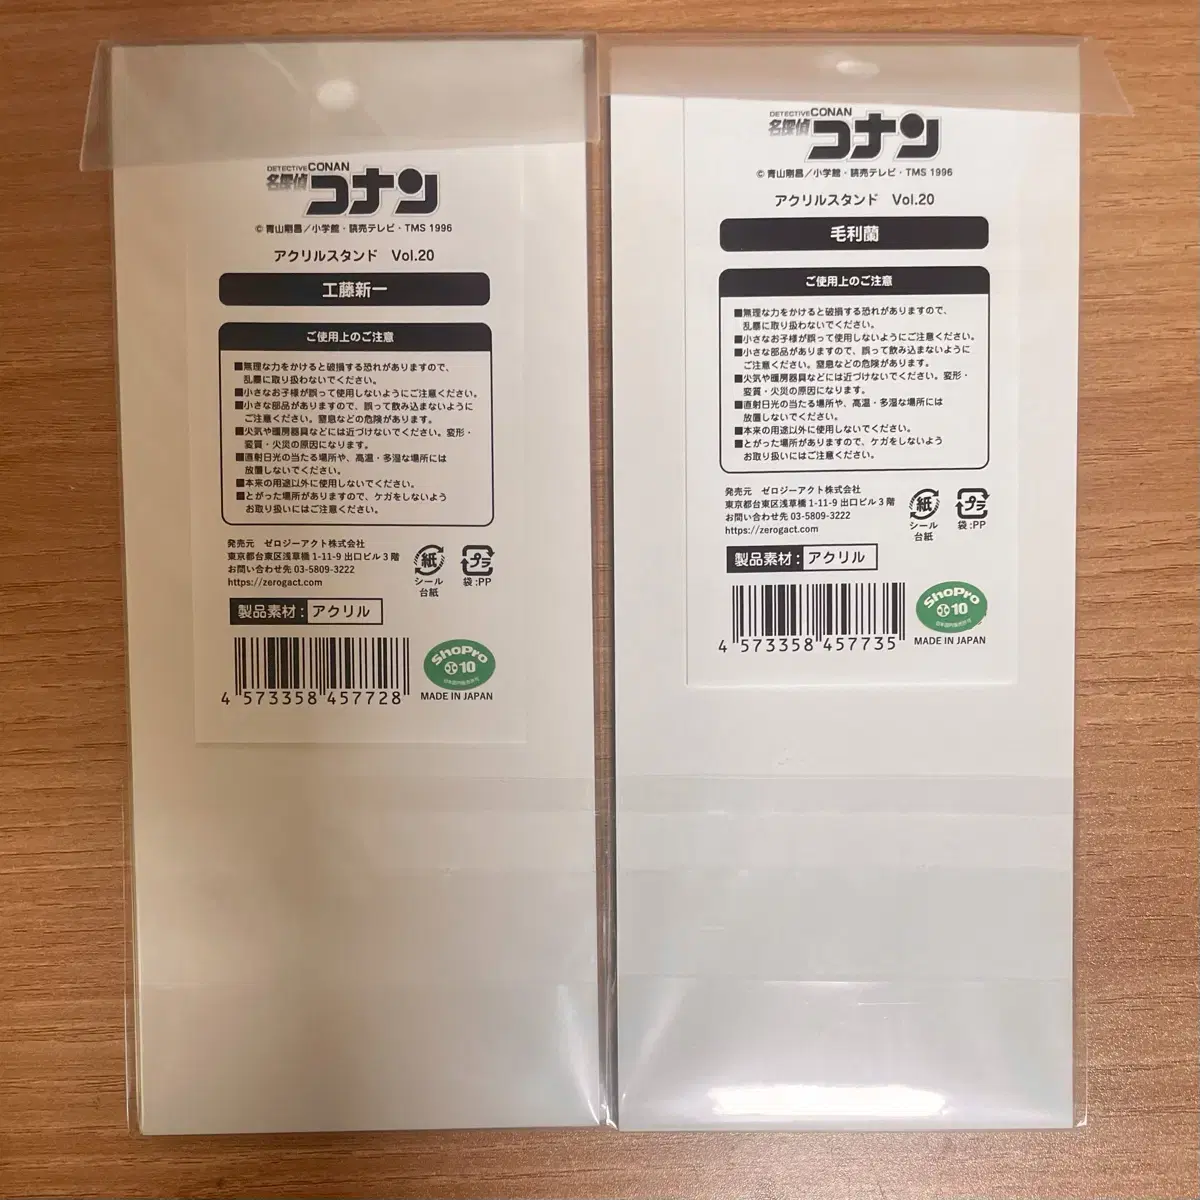 DETECTIVE CONAN
名探偵コナン
© 青山剛昌／小学館・読売テレビ・TMS 1996
アクリルスタンド Vol.20
工藤新一
ご使用上のご注意
■無理な力をかけると破損する恐れがありますので、
乱暴に取り扱わないでください。
■小さなお子様が誤って使用しないようにご注意ください。
■小さな部品がありますので、誤って飲み込まないように
ご注意ください。窒息などの危険があります。
■火気や暖房器具などには近づけないでください。変形・
変質・火災の原因になります。
■直射日光の当たる場所や、高温・多湿な場所には
放置しないでください。
■本来の用途以外に使用しないでください。
■とがった場所がありますので、ケガをしないよう
お取り扱いにはご注意ください。
発売元 ゼロジーアクト株式会社
東京都台東区浅草橋 1-11-9 出口ビル３階
お問い合わせ先 03-5809-3222
https://zerogact.com
紙
シール
台紙
プラ
袋:PP
製品素材：アクリル
4 573358 457728
ShoPro
10
MADE IN JAPAN
DETECTIVE CONAN
名探偵コナン
© 青山剛昌／小学館・読売テレビ・TMS 1996
アクリルスタンド Vol.20
毛利蘭
ご使用上のご注意
■無理な力をかけると破損する恐れがありますので、
乱暴に取り扱わないでください。
■小さなお子様が誤って使用しないようにご注意ください。
■小さな部品がありますので、誤って飲み込まないように
ご注意ください。窒息などの危険があります。
■火気や暖房器具などには近づけないでください。変形・
変質・火災の原因になります。
■直射日光の当たる場所や、高温・多湿な場所には
放置しないでください。
■本来の用途以外に使用しないでください。
■とがった場所がありますので、ケガをしないよう
お取り扱いにはご注意ください。
発売元 ゼロジーアクト株式会社
東京都台東区浅草橋 1-11-9 出口ビル３階
お問い合わせ先 03-5809-3222
https://zerogact.com
紙
シール
台紙
プラ
袋:PP
製品素材：アクリル
4 573358 457735
ShoPro
10
MADE IN JAPAN